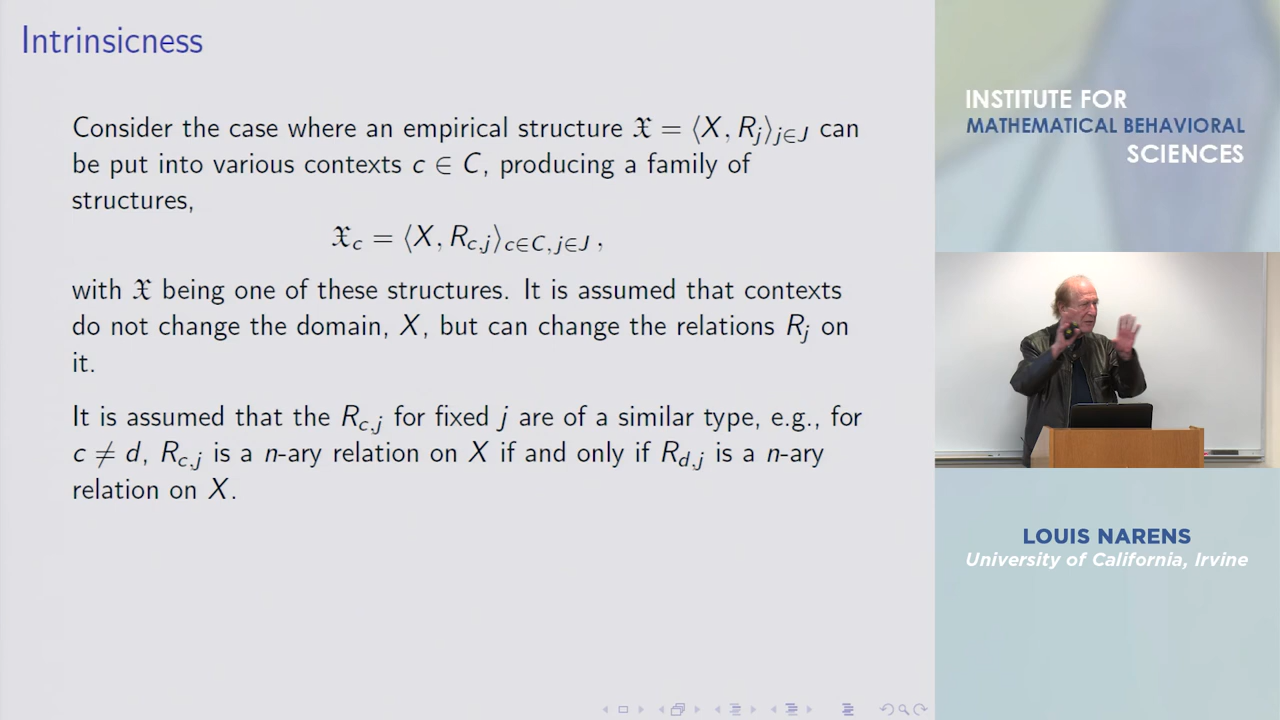 Intrinsicness
Consider the case where an empirical structure 𝔛 = ⟨X, R_j⟩_{j∈J} can
be put into various contexts c ∈ C, producing a family of
structures,
𝔛_c = ⟨X, R_{c,j}⟩_{c∈C, j∈J} ,
with 𝔛 being one of these structures. It is assumed that contexts
do not change the domain, X, but can change the relations R_j on
it.
It is assumed that the R_{c,j} for fixed j are of a similar type, e.g., for
c ≠ d, R_{c,j} is a n-ary relation on X if and only if R_{d,j} is a n-ary
relation on X.
INSTITUTE FOR
MATHEMATICAL BEHAVIORAL
SCIENCES
LOUIS NARENS
University of California, Irvine